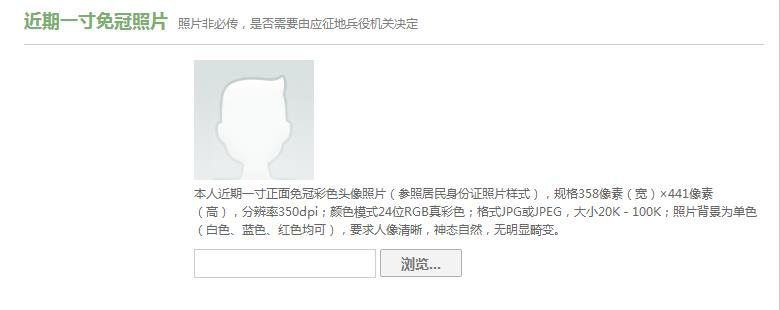 近期一寸免冠照片 照片非必传，是否需要由应征地兵役机关决定
本人近期一寸正面免冠彩色头像照片（参照居民身份证照片样式），规格358像素（宽）×441像素
（高），分辨率350dpi；颜色模式24位RGB真彩色；格式JPG或JPEG，大小20K - 100K；照片背景为单色
（白色、蓝色、红色均可），要求人像清晰，神态自然，无明显畸变。
浏览...